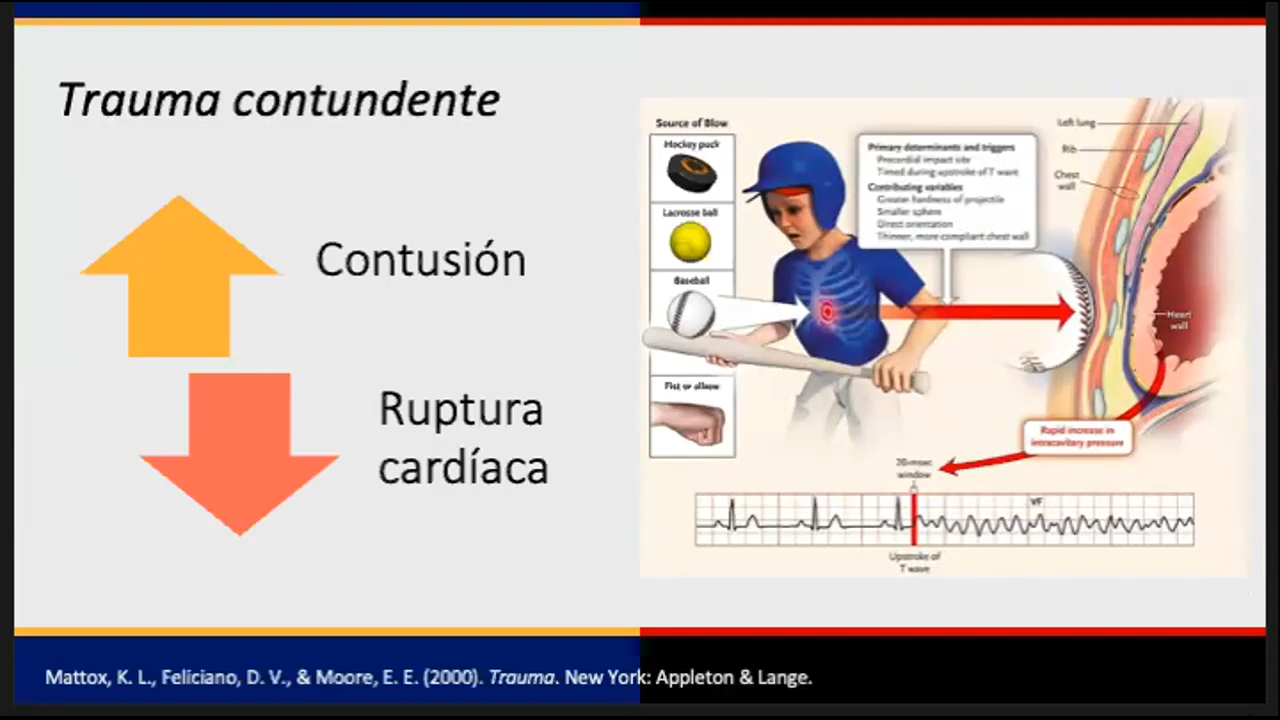 Trauma contundente
Contusión
Ruptura
cardíaca
Source of Blow
Hockey puck
Lacrosse ball
Baseball
Fist or elbow
Primary determinants and triggers
Precordial impact site
Timed during upstroke of T wave
Contributing variables
Greater hardness of projectile
Smaller sphere
Direct orientation
Thinner, more compliant chest wall
Left lung
Rib
Chest
wall
Heart
wall
Rapid increase in
intracavitary pressure
20-msec
window
VF
Upstroke of
T wave
Mattox, K. L., Feliciano, D. V., & Moore, E. E. (2000). Trauma. New York: Appleton & Lange.